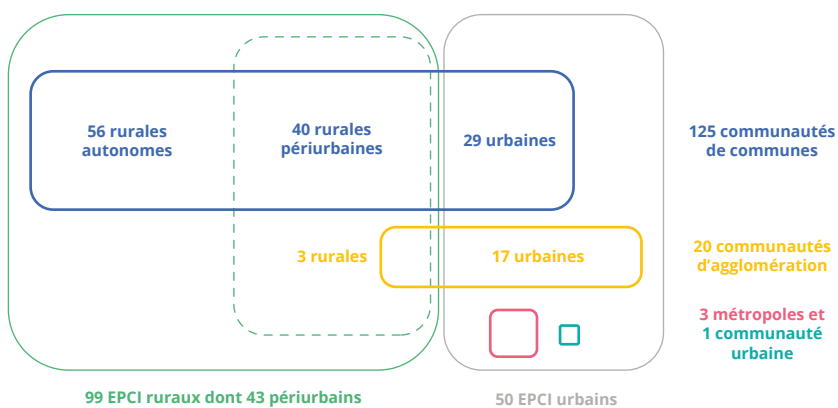 56 rurales
autonomes
40 rurales
périurbaines
29 urbaines
125 communautés
de communes
3 rurales
17 urbaines
20 communautés
d'agglomération
3 métropoles et
1 communauté
urbaine
99 EPCI ruraux dont 43 périurbains
50 EPCI urbains